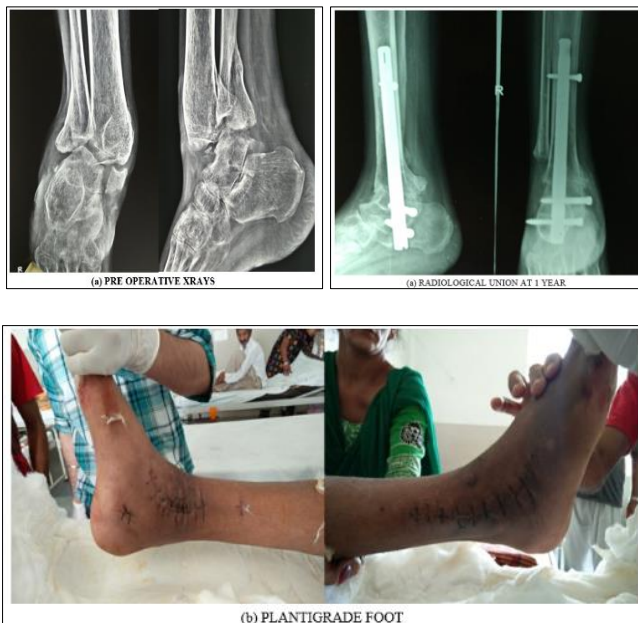 (a) PRE OPERATIVE XRAYS
R
(a) RADIOLOGICAL UNION AT 1 YEAR
(b) PLANTIGRADE FOOT